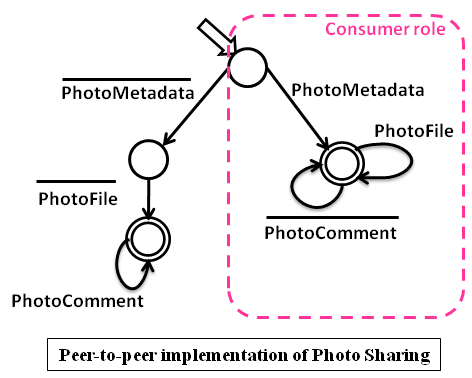 Consumer role
PhotoMetadata
PhotoMetadata
PhotoFile
PhotoFile
PhotoComment
PhotoComment
Peer-to-peer implementation of Photo Sharing